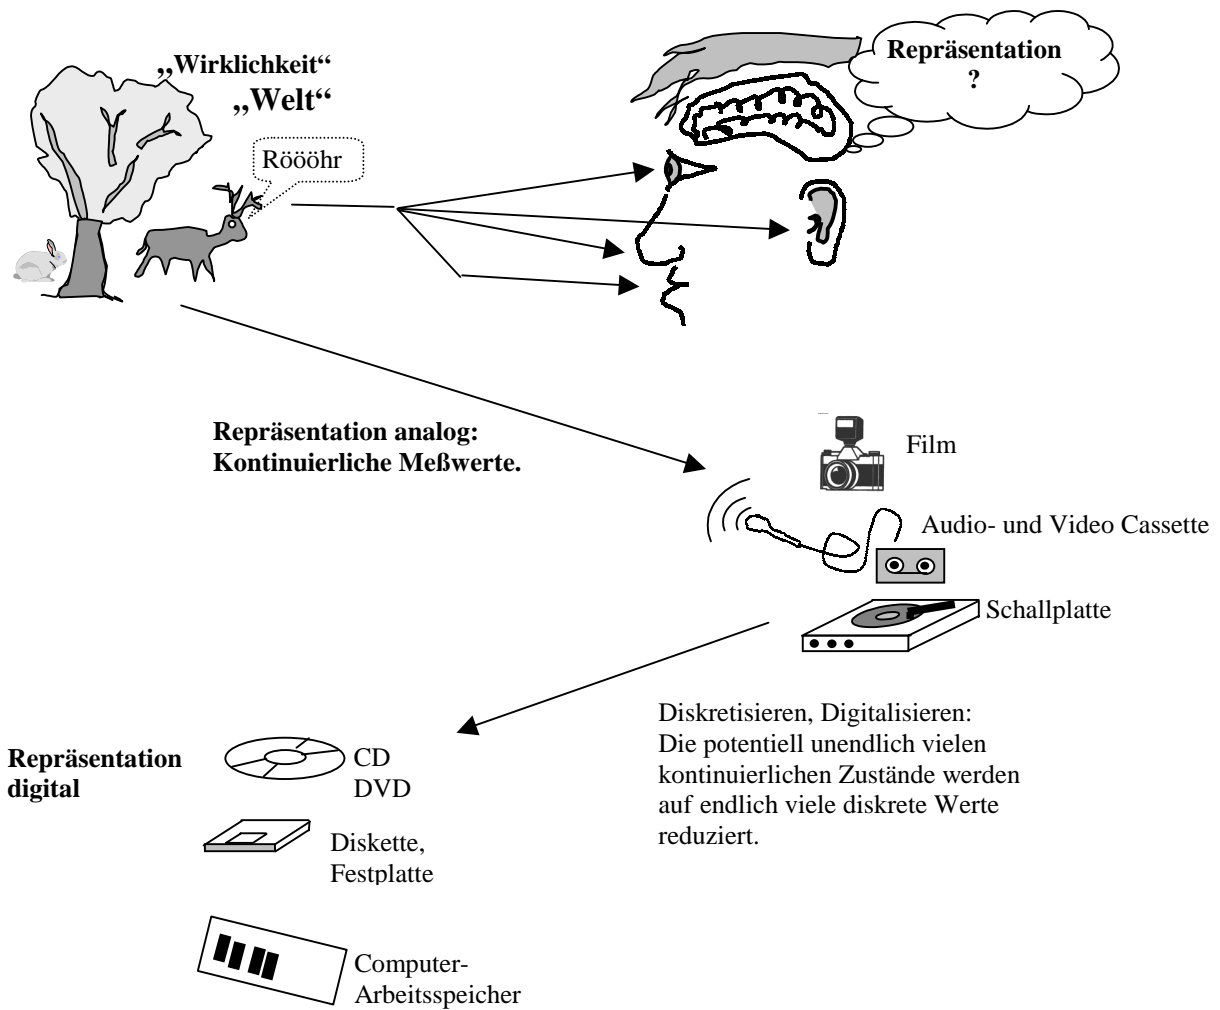 „Wirklichkeit“
„Welt“
Röööhr
Repräsentation
?
Repräsentation analog:
Kontinuierliche Meßwerte.
Film
Audio- und Video Cassette
Schallplatte
Diskretisieren, Digitalisieren:
Die potentiell unendlich vielen
kontinuierlichen Zustände werden
auf endlich viele diskrete Werte
reduziert.
Repräsentation
digital
CD
DVD
Diskette,
Festplatte
Computer-
Arbeitsspeicher